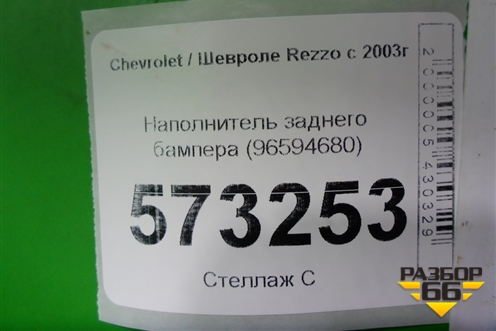 Chevrolet / Шевроле Rezzo с 2003г
Наполнитель заднего
бампера (96594680)
573253
Стеллаж С
2000005430329
РАЗБОР
66